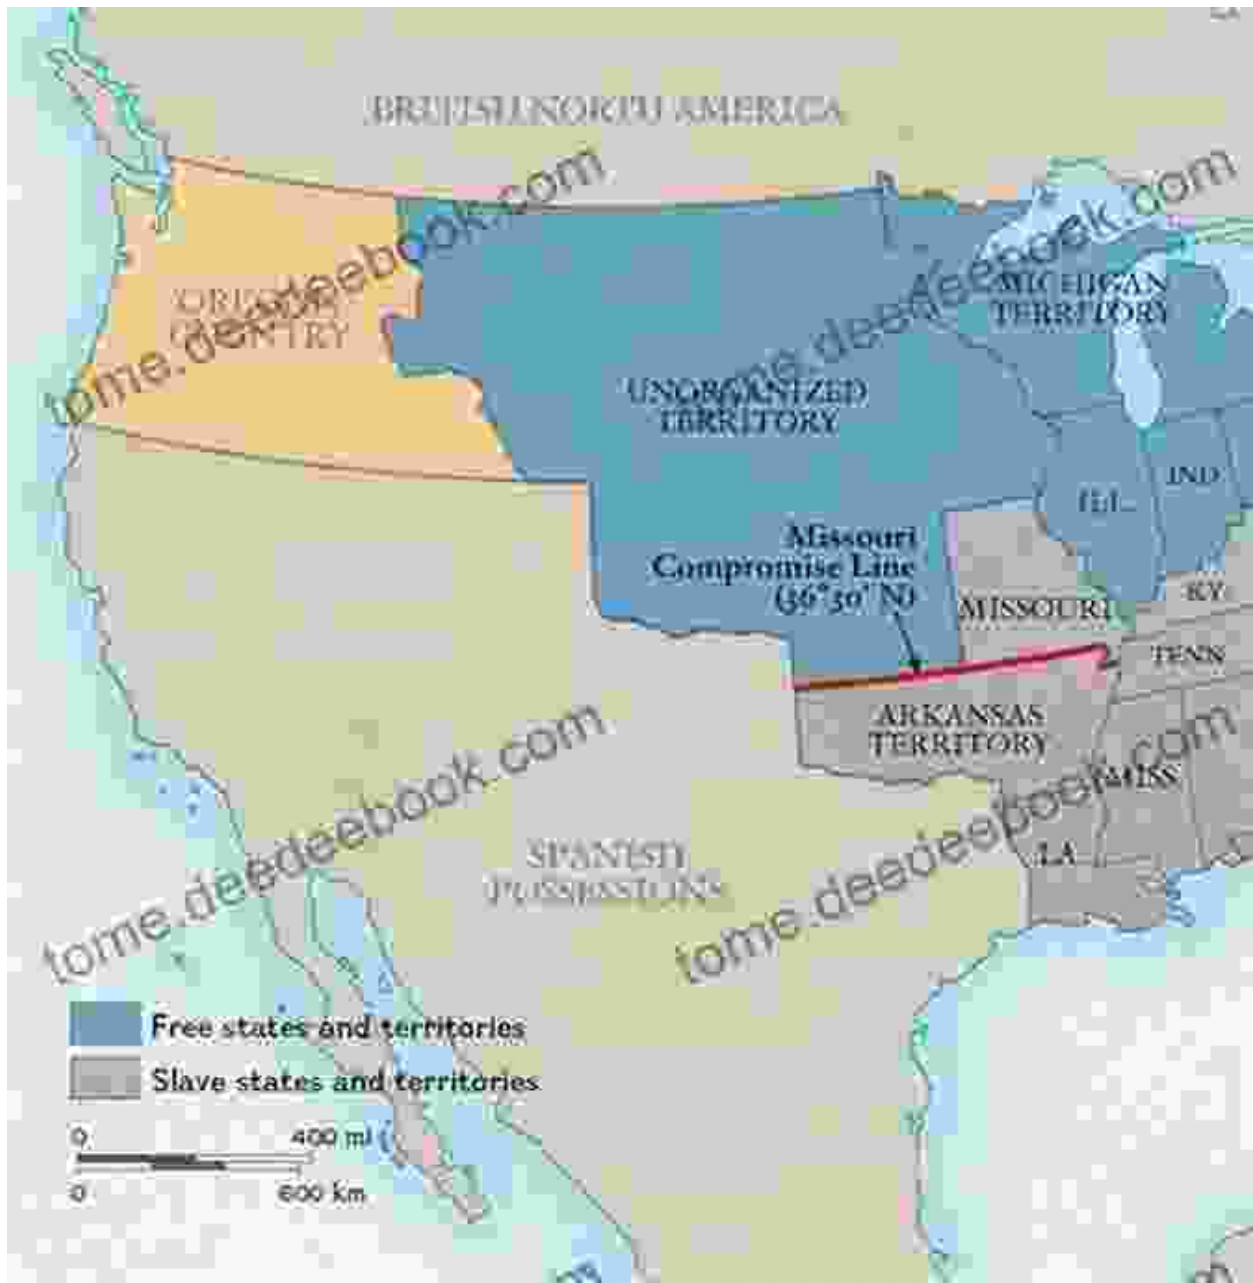 BRITISH NORTH AMERICA
tome.deedeebook.com
tome.deedeebook.com
OREGON
COUNTRY
MICHIGAN
TERRITORY
UNORGANIZED
TERRITORY
ILL
IND
Missouri
Compromise Line
(36°30' N)
MISSOURI
KY
TENN
ARKANSAS
TERRITORY
MISS
LA
SPANISH
POSSESSIONS
tome.deedeebook.com
tome.deedeebook.com
Free states and territories
Slave states and territories
0 400 mi
0 600 km